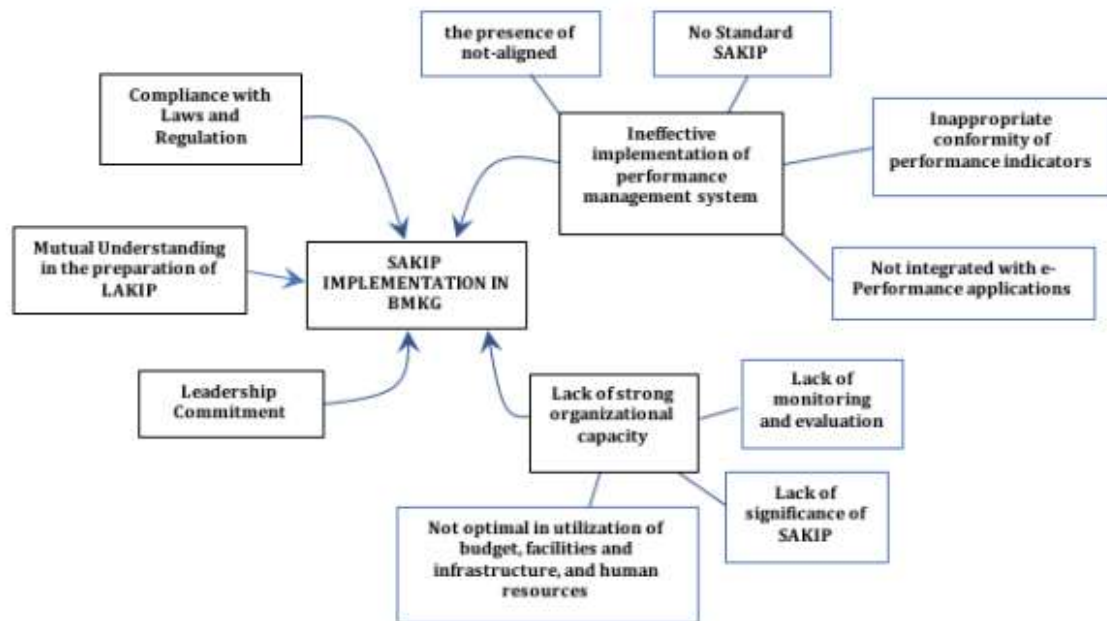 the presence of
not-aligned
No Standard
SAKIP
Compliance with
Laws and
Regulation
Ineffective
implementation of
performance
management system
Inappropriate
conformity of
performance indicators
Mutual Understanding
in the preparation of
LAKIP
SAKIP
IMPLEMENTATION IN
BMKG
Not integrated with e-
Performance applications
Leadership
Commitment
Lack of strong
organizational
capacity
Lack of
monitoring
and evaluation
Lack of
significance of
SAKIP
Not optimal in utilization of
budget, facilities and
infrastructure, and human
resources